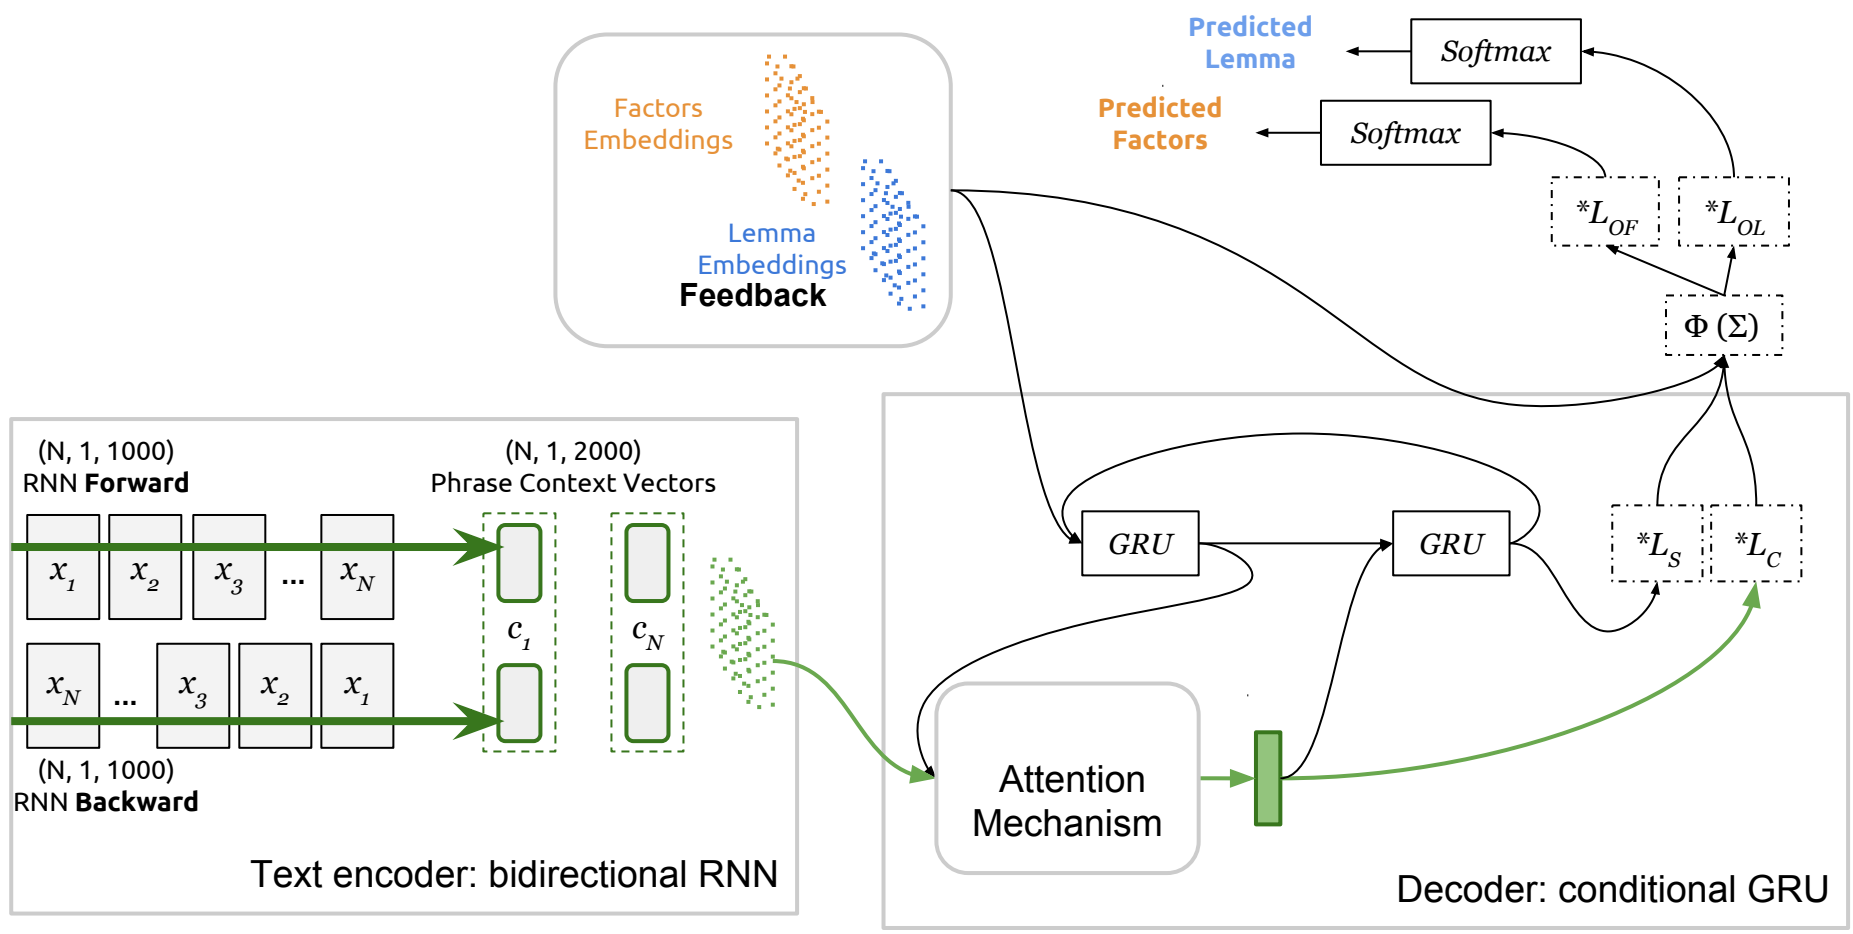 Predicted
Lemma
Softmax
Factors
Embeddings
Predicted
Factors
Softmax
*L_OF
*L_OL
Lemma
Embeddings
Feedback
Φ (Σ)
(N, 1, 1000)
RNN Forward
(N, 1, 2000)
Phrase Context Vectors
x_1
x_2
x_3
...
x_N
c_1
c_N
x_N
...
x_3
x_2
x_1
(N, 1, 1000)
RNN Backward
Text encoder: bidirectional RNN
GRU
GRU
*L_S
*L_C
Attention
Mechanism
Decoder: conditional GRU